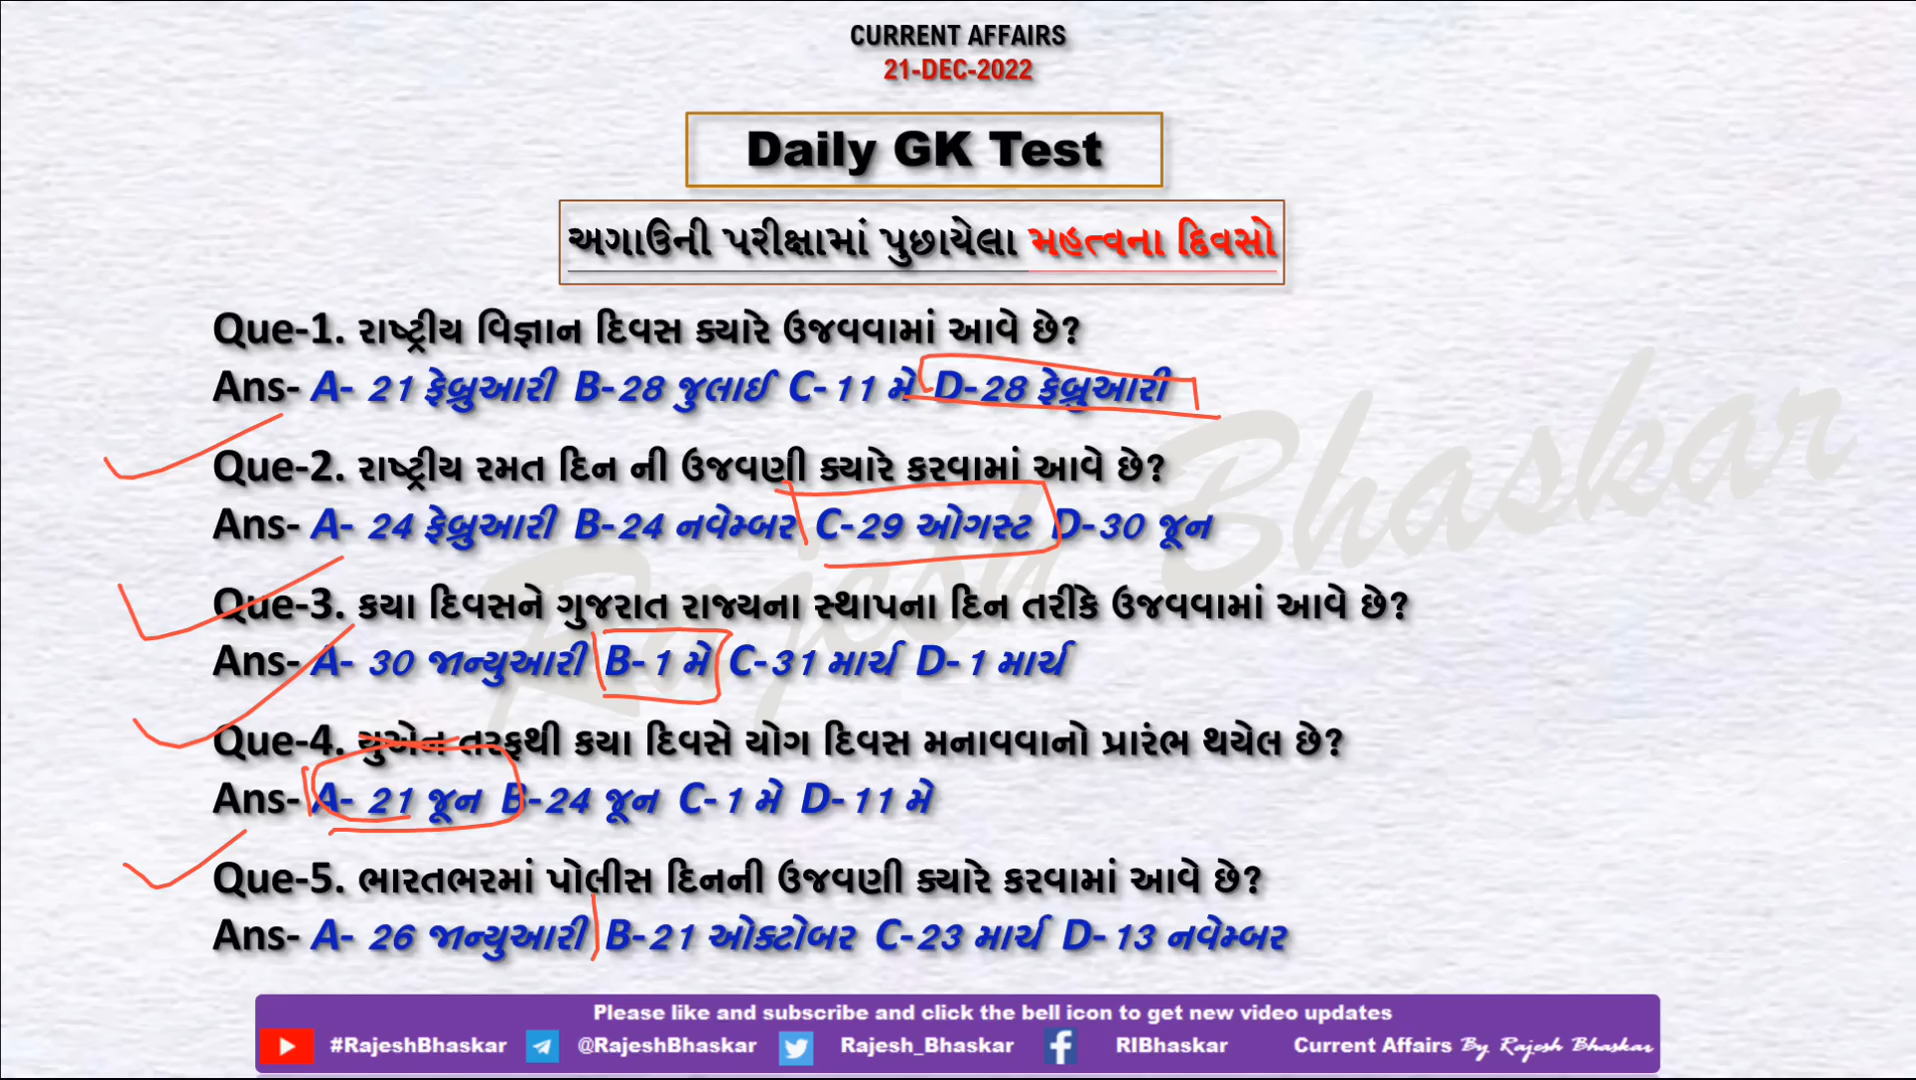 CURRENT AFFAIRS
21-DEC-2022
Daily GK Test
અગાઉની પરીક્ષામાં પુછાયેલા મહત્વના દિવસો
Que-1. રાષ્ટ્રીય વિજ્ઞાન દિવસ ક્યારે ઉજવવામાં આવે છે?
Ans- A- 21 ફેબ્રુઆરી B-28 જુલાઈ C-11 મે D-28 ફેબ્રુઆરી
Que-2. રાષ્ટ્રીય રમત દિન ની ઉજવણી ક્યારે કરવામાં આવે છે?
Ans- A- 24 ફેબ્રુઆરી B-24 નવેમ્બર C-29 ઓગસ્ટ D-30 જૂન
Que-3. કયા દિવસને ગુજરાત રાજ્યના સ્થાપના દિન તરીકે ઉજવવામાં આવે છે?
Ans- A- 30 જાન્યુઆરી B-1 મે C-31 માર્ચ D-1 માર્ચ
Que-4. યુએન તરફથી કયા દિવસે યોગ દિવસ મનાવવાનો પ્રારંભ થયેલ છે?
Ans- A- 21 જૂન B-24 જૂન C-1 મે D-11 મે
Que-5. ભારતભરમાં પોલીસ દિનની ઉજવણી ક્યારે કરવામાં આવે છે?
Ans- A- 26 જાન્યુઆરી B-21 ઓક્ટોબર C-23 માર્ચ D-13 નવેમ્બર
Rajesh Bhaskar
Please like and subscribe and click the bell icon to get new video updates
#RajeshBhaskar @RajeshBhaskar Rajesh_Bhaskar RIBhaskar Current Affairs By Rajesh Bhaskar